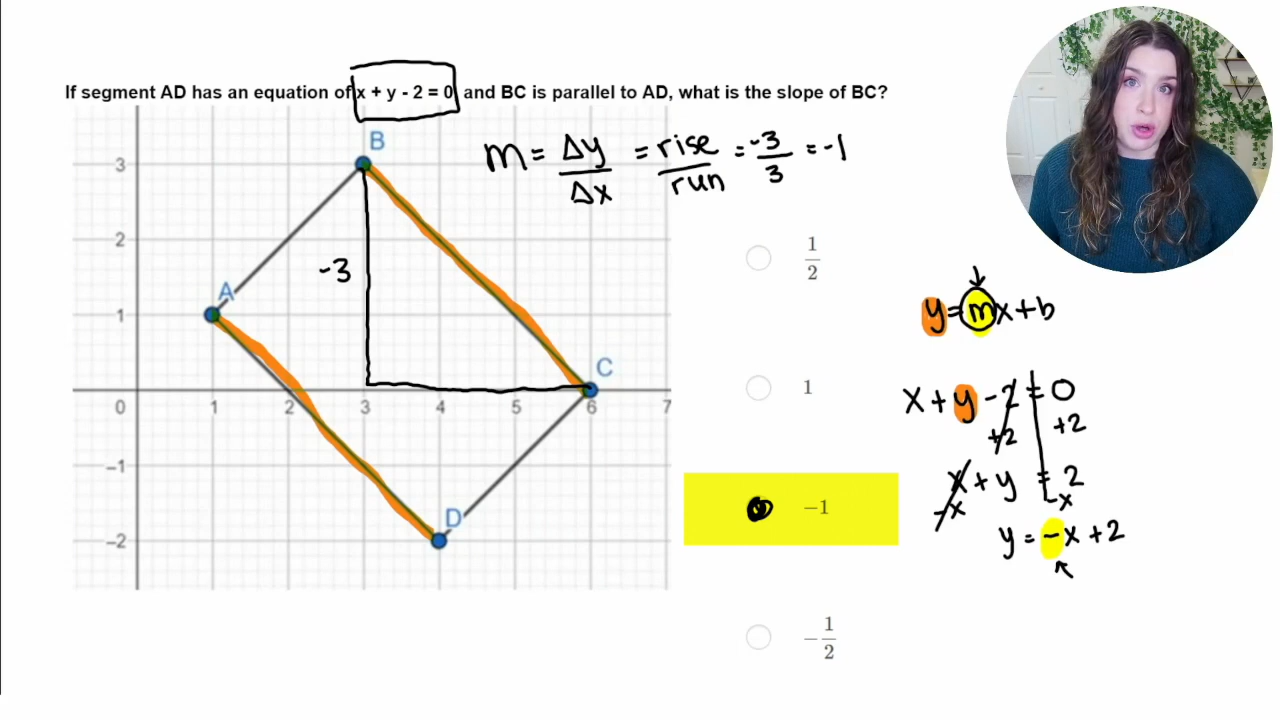 If segment AD has an equation of x + y - 2 = 0, and BC is parallel to AD, what is the slope of BC?
m = Δy/Δx = rise/run = -3/3 = -1
B
3
2
-3
A
1
C
0 1 2 3 4 5 6 7
-1
D
-2
1/2
1
-1
-1/2
y = mx+b
x + y - 2 = 0
+2 +2
x + y = 2
-x -x
y = -x + 2